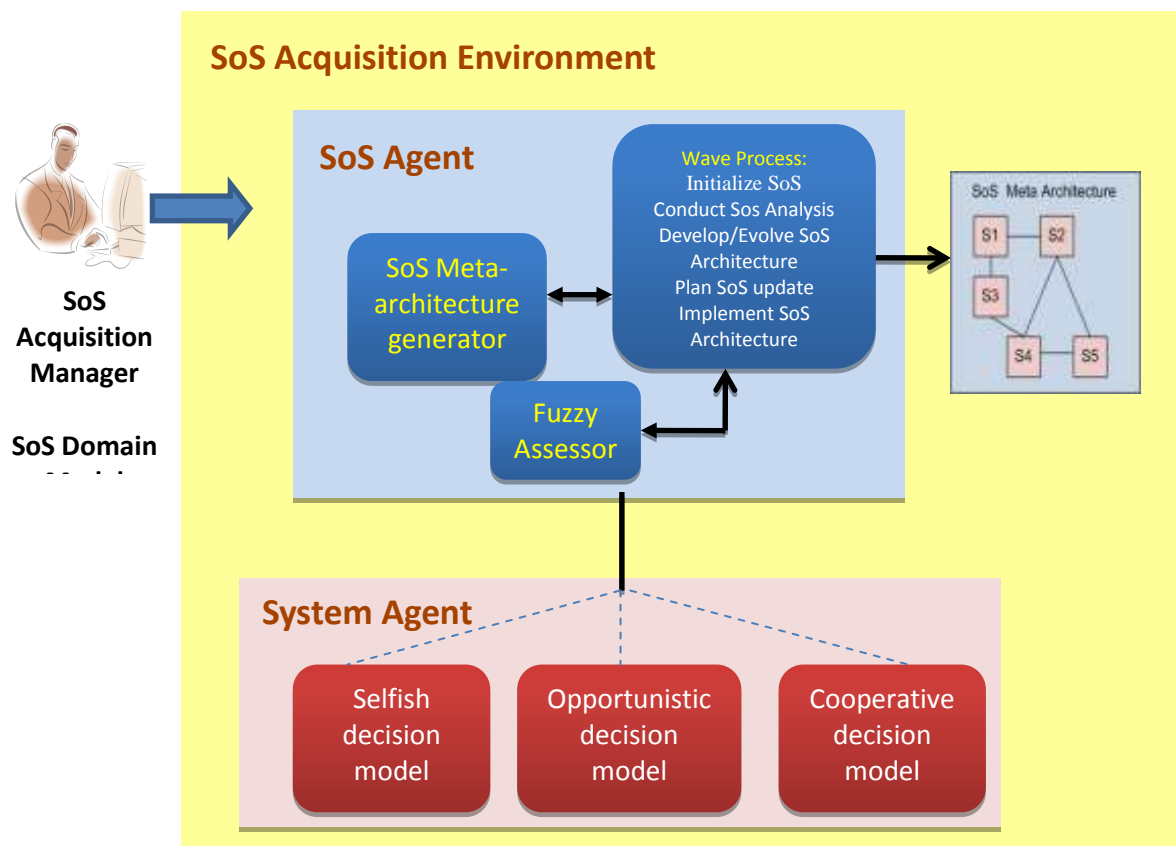 SoS Acquisition Environment
SoS Agent
Wave Process:
Initialize SoS
Conduct Sos Analysis
Develop/Evolve SoS
Architecture
Plan SoS update
Implement SoS
Architecture
SoS Meta-
architecture
generator
Fuzzy
Assessor
SoS Meta Architecture
S1
S2
S3
S4
S5
SoS
Acquisition
Manager
SoS Domain
System Agent
Selfish
decision
model
Opportunistic
decision
model
Cooperative
decision
model